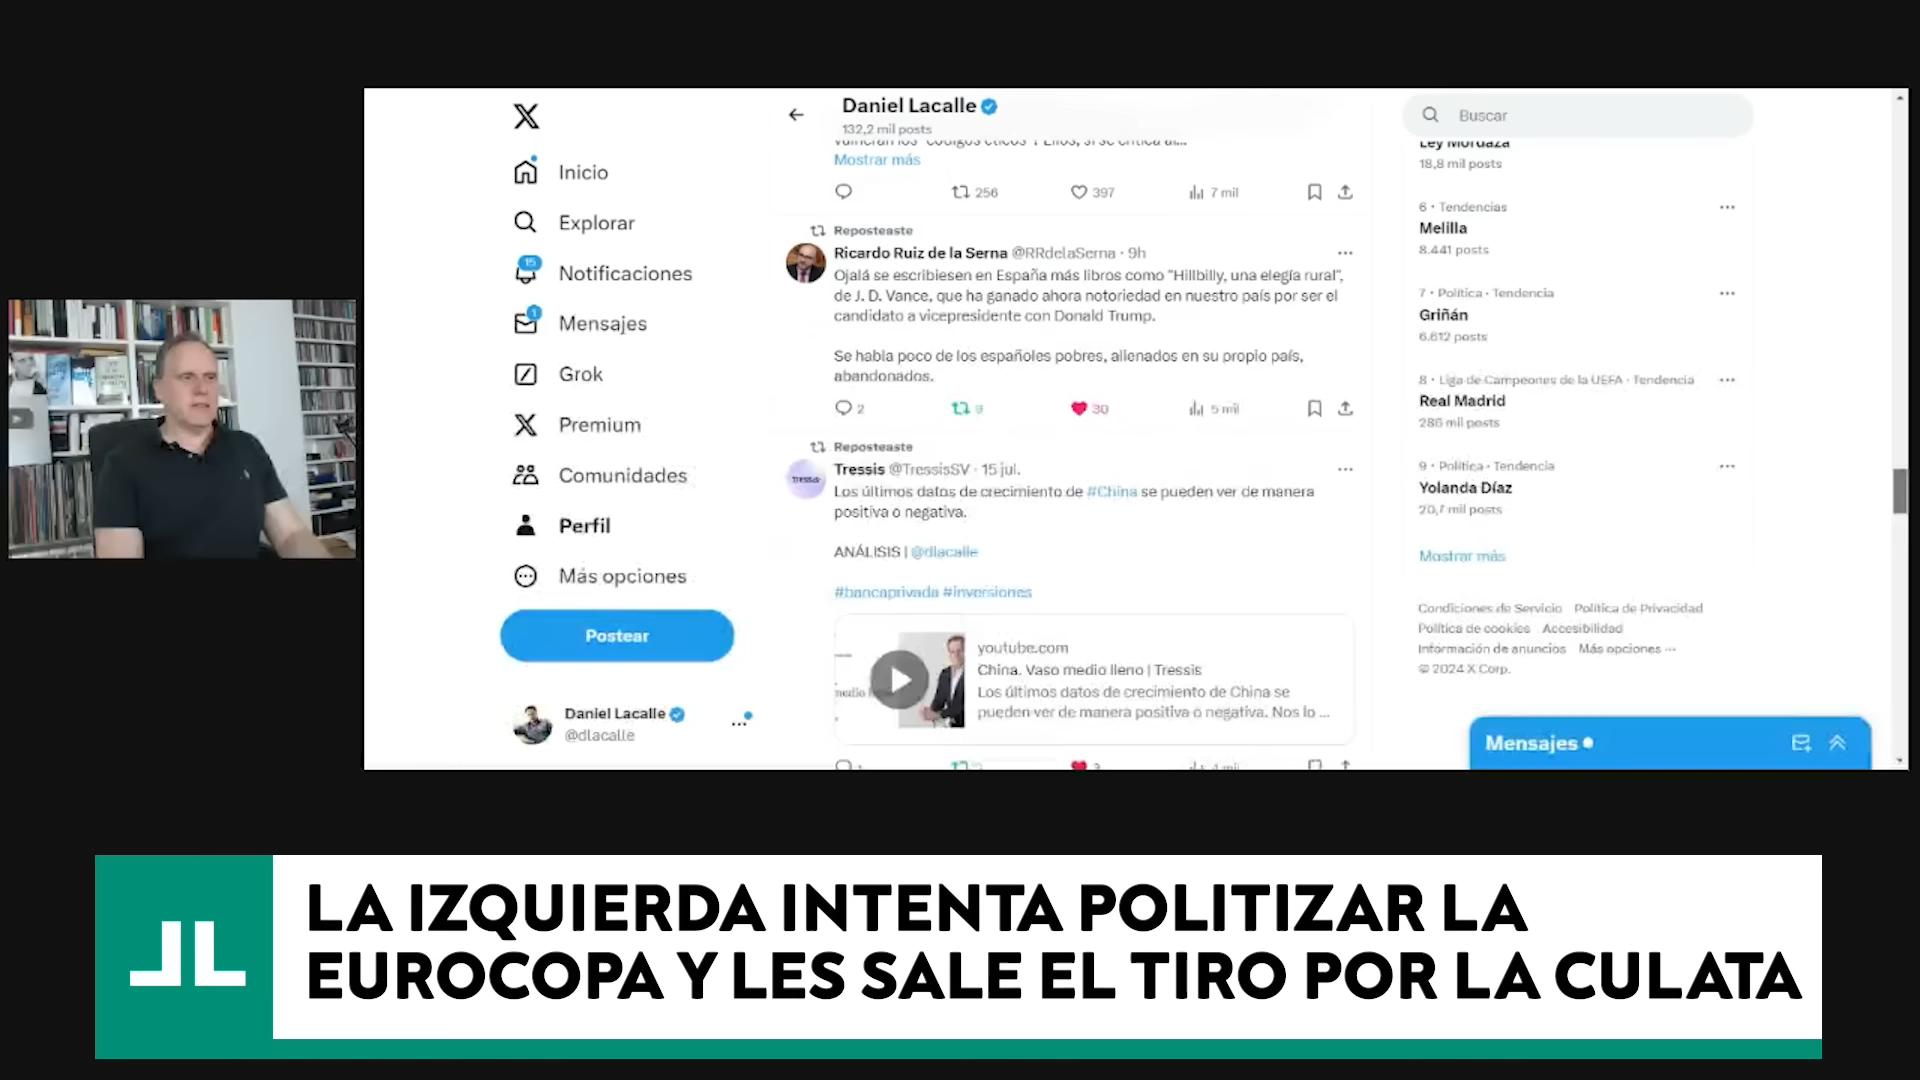 Inicio
Explorar
15
Notificaciones
1
Mensajes
Grok
Premium
Comunidades
Perfil
Más opciones
Postear
Daniel Lacalle
@dlacalle
Daniel Lacalle
132,2 mil posts
Mostrar más
256 397 7 mil
Reposteaste
Ricardo Ruiz de la Serna @RRdelaSerna · 9h
Ojalá se escribiesen en España más libros como "Hillbilly, una elegía rural",
de J. D. Vance, que ha ganado ahora notoriedad en nuestro país por ser el
candidato a vicepresidente con Donald Trump.
Se habla poco de los españoles pobres, alienados en su propio país,
abandonados.
2 9 30 5 mil
Reposteaste
Tressis @TressisSV · 15 jul.
Los últimos datos de crecimiento de #China se pueden ver de manera
positiva o negativa.
ANÁLISIS | @dlacalle
#bancaprivada #inversiones
youtube.com
China. Vaso medio lleno | Tressis
Los últimos datos de crecimiento de China se
pueden ver de manera positiva o negativa. Nos lo ...
Buscar
Ley Mordaza
18,8 mil posts
6 · Tendencias
Melilla
8.441 posts
7 · Política · Tendencia
Griñán
6.612 posts
8 · Liga de Campeones de la UEFA · Tendencia
Real Madrid
286 mil posts
9 · Política · Tendencia
Yolanda Díaz
20,7 mil posts
Mostrar más
Condiciones de Servicio Política de Privacidad
Política de cookies Accesibilidad
Información de anuncios Más opciones ···
© 2024 X Corp.
Mensajes
LA IZQUIERDA INTENTA POLITIZAR LA
EUROCOPA Y LES SALE EL TIRO POR LA CULATA